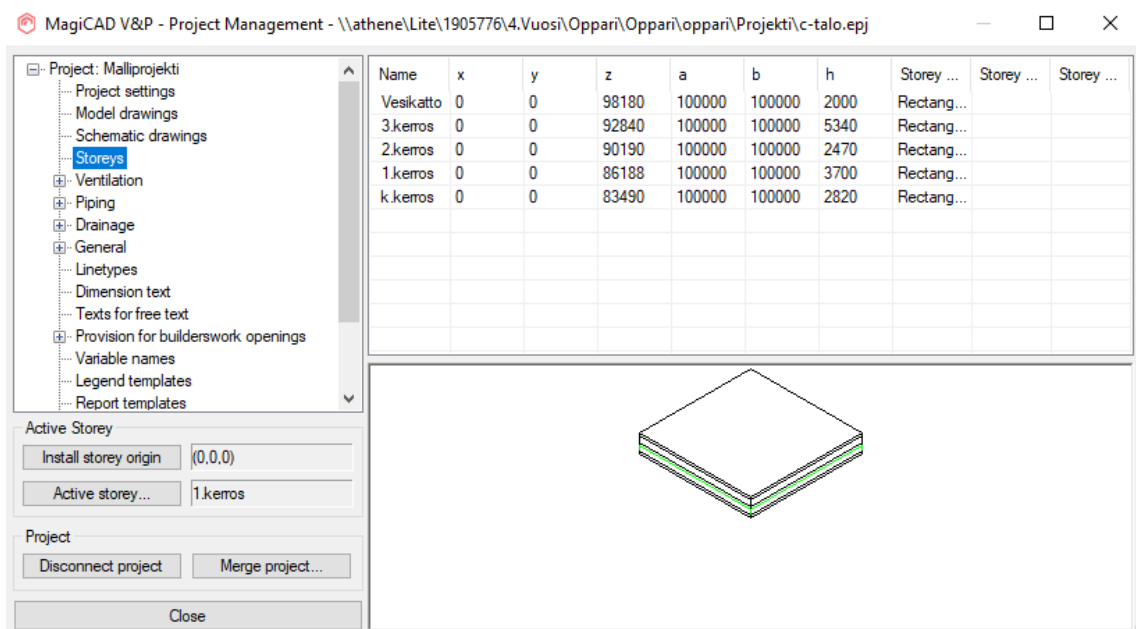 MagiCAD V&P - Project Management - \\athene\Lite\1905776\4.Vuosi\Oppari\Oppari\oppari\Projekti\c-talo.epj
Project: Malliprojekti
Project settings
Model drawings
Schematic drawings
Storeys
Ventilation
Piping
Drainage
General
Linetypes
Dimension text
Texts for free text
Provision for builderswork openings
Variable names
Legend templates
Report templates
Active Storey
Install storey origin (0,0,0)
Active storey... 1.kerros
Project
Disconnect project Merge project...
Close
Name x y z a b h Storey ... Storey ... Storey ...
Vesikatto 0 0 98180 100000 100000 2000 Rectang...
3.kerros 0 0 92840 100000 100000 5340 Rectang...
2.kerros 0 0 90190 100000 100000 2470 Rectang...
1.kerros 0 0 86188 100000 100000 3700 Rectang...
k.kerros 0 0 83490 100000 100000 2820 Rectang...